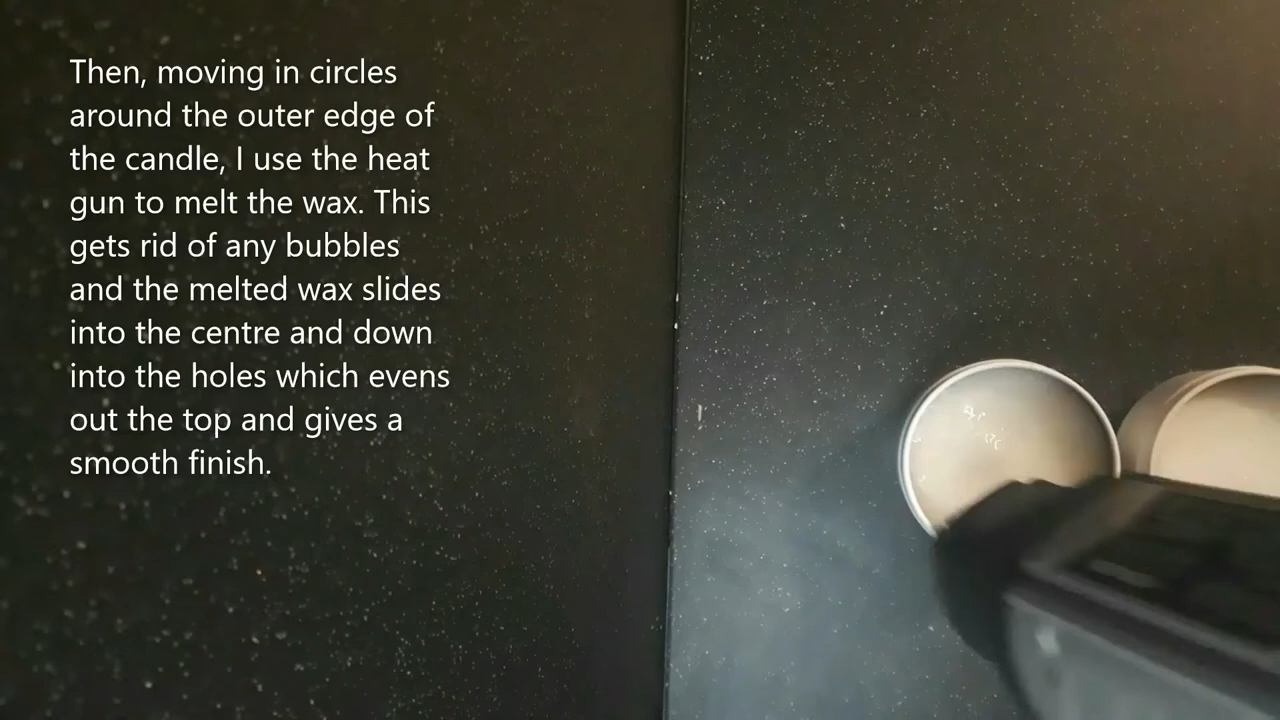 Then, moving in circles
around the outer edge of
the candle, I use the heat
gun to melt the wax. This
gets rid of any bubbles
and the melted wax slides
into the centre and down
into the holes which evens
out the top and gives a
smooth finish.